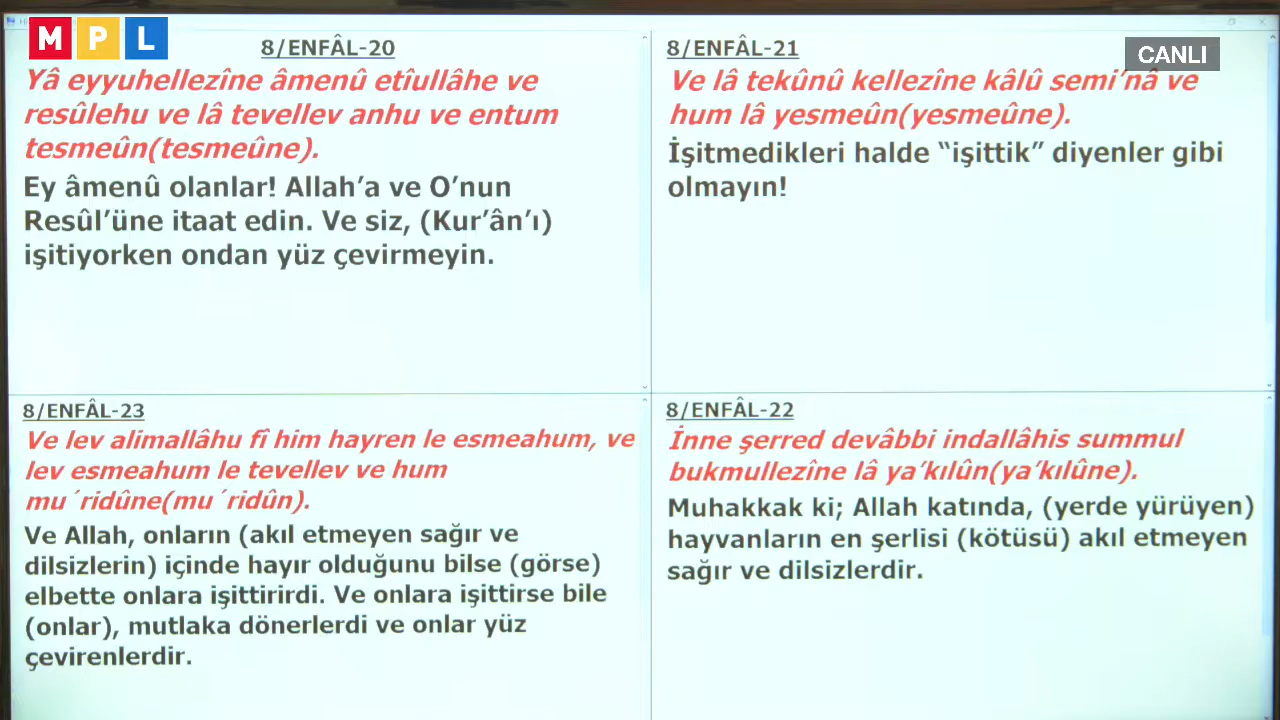 MPL
CANLI
8/ENFÂL-20
Yâ eyyuhellezîne âmenû etîullâhe ve
resûlehu ve lâ tevellev anhu ve entum
tesmeûn(tesmeûne).
Ey âmenû olanlar! Allah’a ve O’nun
Resûl’üne itaat edin. Ve siz, (Kur’ân’ı)
işitiyorken ondan yüz çevirmeyin.
8/ENFÂL-21
Ve lâ tekûnû kellezîne kâlû semi’nâ ve
hum lâ yesmeûn(yesmeûne).
İşitmedikleri halde “işittik” diyenler gibi
olmayın!
8/ENFÂL-23
Ve lev alimallâhu fî him hayren le esmeahum, ve
lev esmeahum le tevellev ve hum
mu´ridûne(mu´ridûn).
Ve Allah, onların (akıl etmeyen sağır ve
dilsizlerin) içinde hayır olduğunu bilse (görse)
elbette onlara işittirirdi. Ve onlara işittirse bile
(onlar), mutlaka dönerlerdi ve onlar yüz
çevirenlerdir.
8/ENFÂL-22
İnne şerred devâbbi indallâhis summul
bukmullezîne lâ ya’kılûn(ya’kılûne).
Muhakkak ki; Allah katında, (yerde yürüyen)
hayvanların en şerlisi (kötüsü) akıl etmeyen
sağır ve dilsizlerdir.